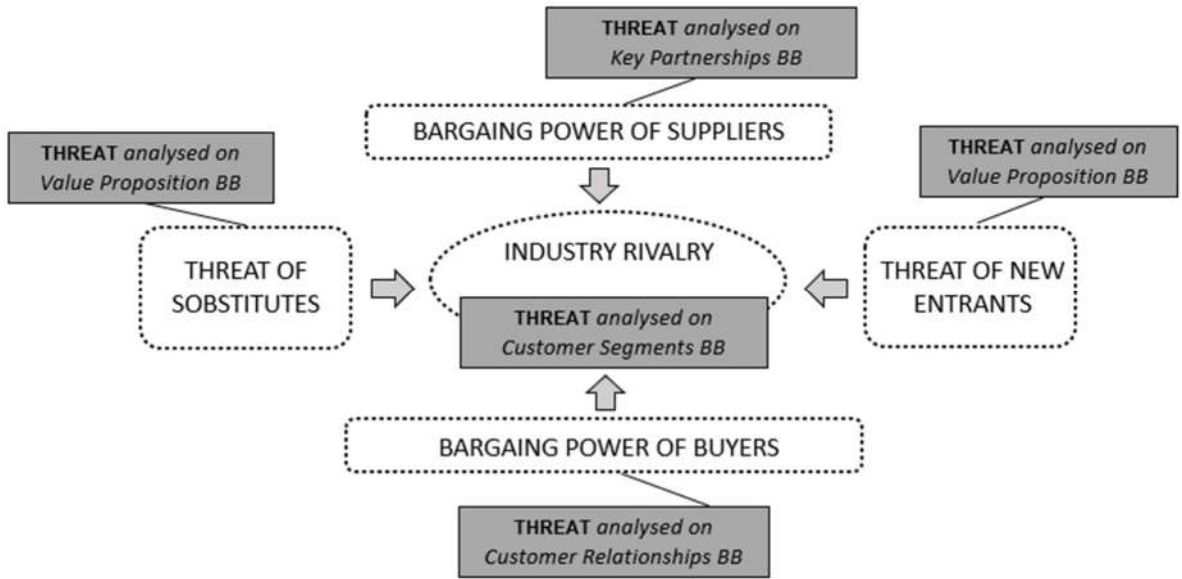 THREAT analysed on
Key Partnerships BB
BARGAING POWER OF SUPPLIERS
THREAT analysed on
Value Proposition BB
THREAT analysed on
Value Proposition BB
THREAT OF
SOBSTITUTES
INDUSTRY RIVALRY
THREAT OF NEW
ENTRANTS
THREAT analysed on
Customer Segments BB
BARGAING POWER OF BUYERS
THREAT analysed on
Customer Relationships BB